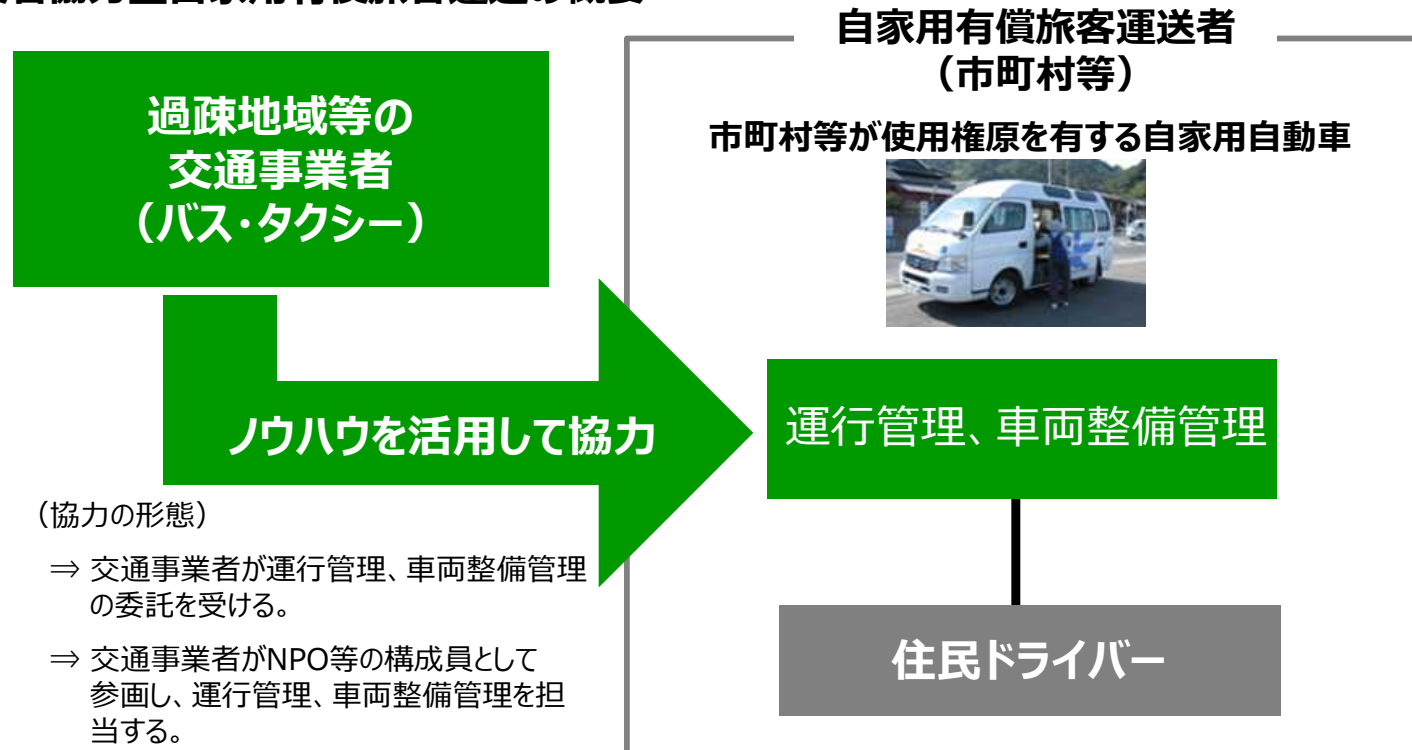 自家用有償旅客運送者
（市町村等）
過疎地域等の
交通事業者
（バス・タクシー）
市町村等が使用権原を有する自家用自動車
ノウハウを活用して協力
運行管理、車両整備管理
（協力の形態）
⇒ 交通事業者が運行管理、車両整備管理
の委託を受ける。
⇒ 交通事業者がNPO等の構成員として
参画し、運行管理、車両整備管理を担
当する。
住民ドライバー